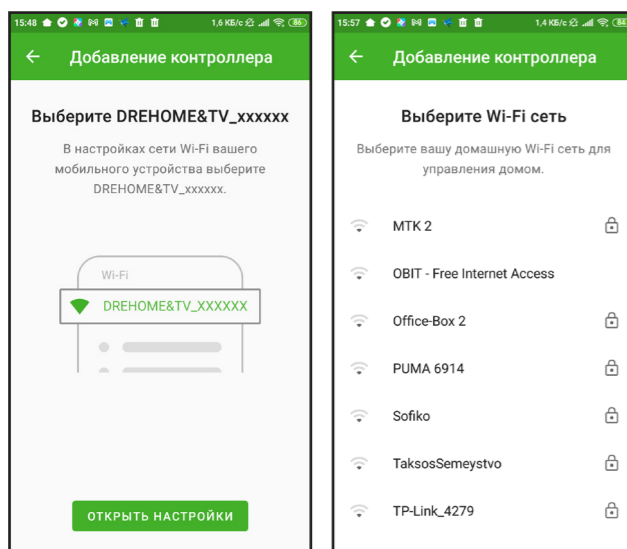 15:48 1,6 КБ/с 86
Добавление контроллера
Выберите DREHOME&TV_xxxxxx
В настройках сети Wi-Fi вашего
мобильного устройства выберите
DREHOME&TV_xxxxxx.
Wi-Fi
DREHOME&TV_XXXXXX
ОТКРЫТЬ НАСТРОЙКИ
15:57 1,4 КБ/с 84
Добавление контроллера
Выберите Wi-Fi сеть
Выберите вашу домашную Wi-Fi сеть для
управления домом.
MTK 2
OBIT - Free Internet Access
Office-Box 2
PUMA 6914
Sofiko
TaksosSemeystvo
TP-Link_4279